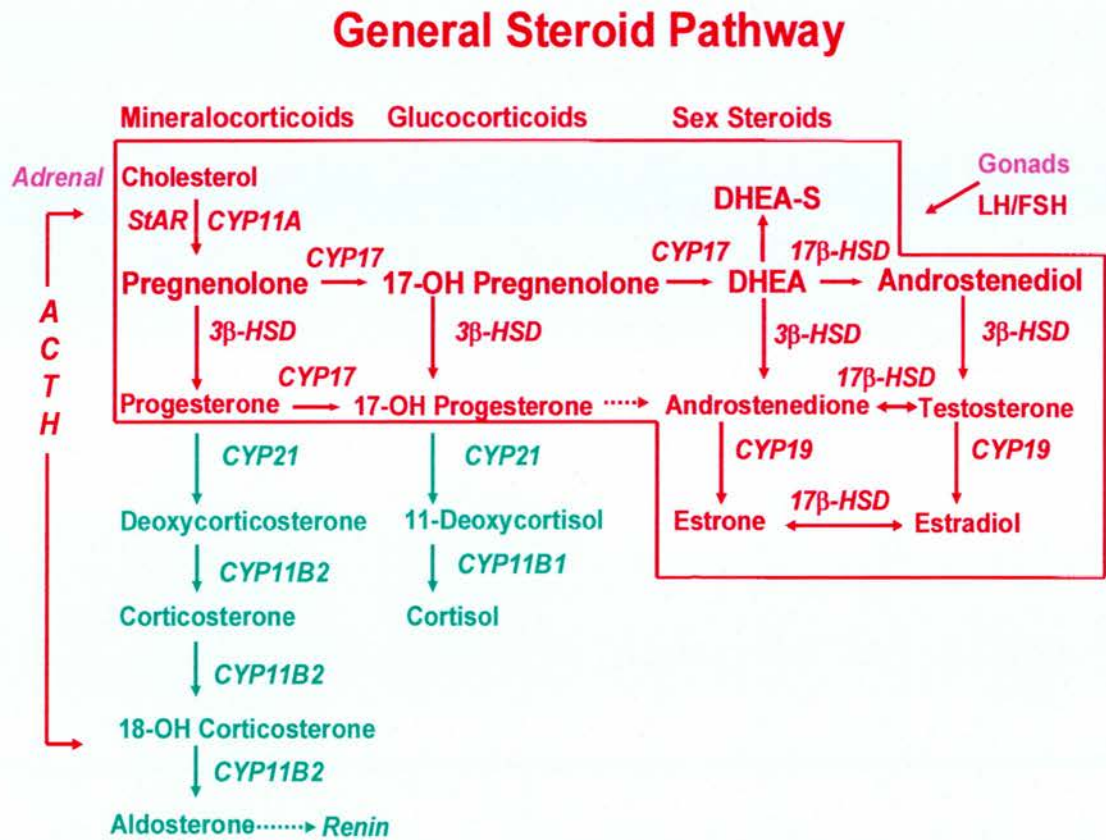 General Steroid Pathway
Mineralocorticoids Glucocorticoids Sex Steroids
Adrenal Cholesterol Gonads
DHEA-S LH/FSH
StAR CYP11A
CYP17 CYP17 17β-HSD
Pregnenolone 17-OH Pregnenolone DHEA Androstenediol
ACTH
3β-HSD 3β-HSD 3β-HSD 3β-HSD
CYP17 17β-HSD
Progesterone 17-OH Progesterone Androstenedione Testosterone
CYP21 CYP21 CYP19 CYP19
17β-HSD
Deoxycorticosterone 11-Deoxycortisol Estrone Estradiol
CYP11B2 CYP11B1
Corticosterone Cortisol
CYP11B2
18-OH Corticosterone
CYP11B2
Aldosterone Renin